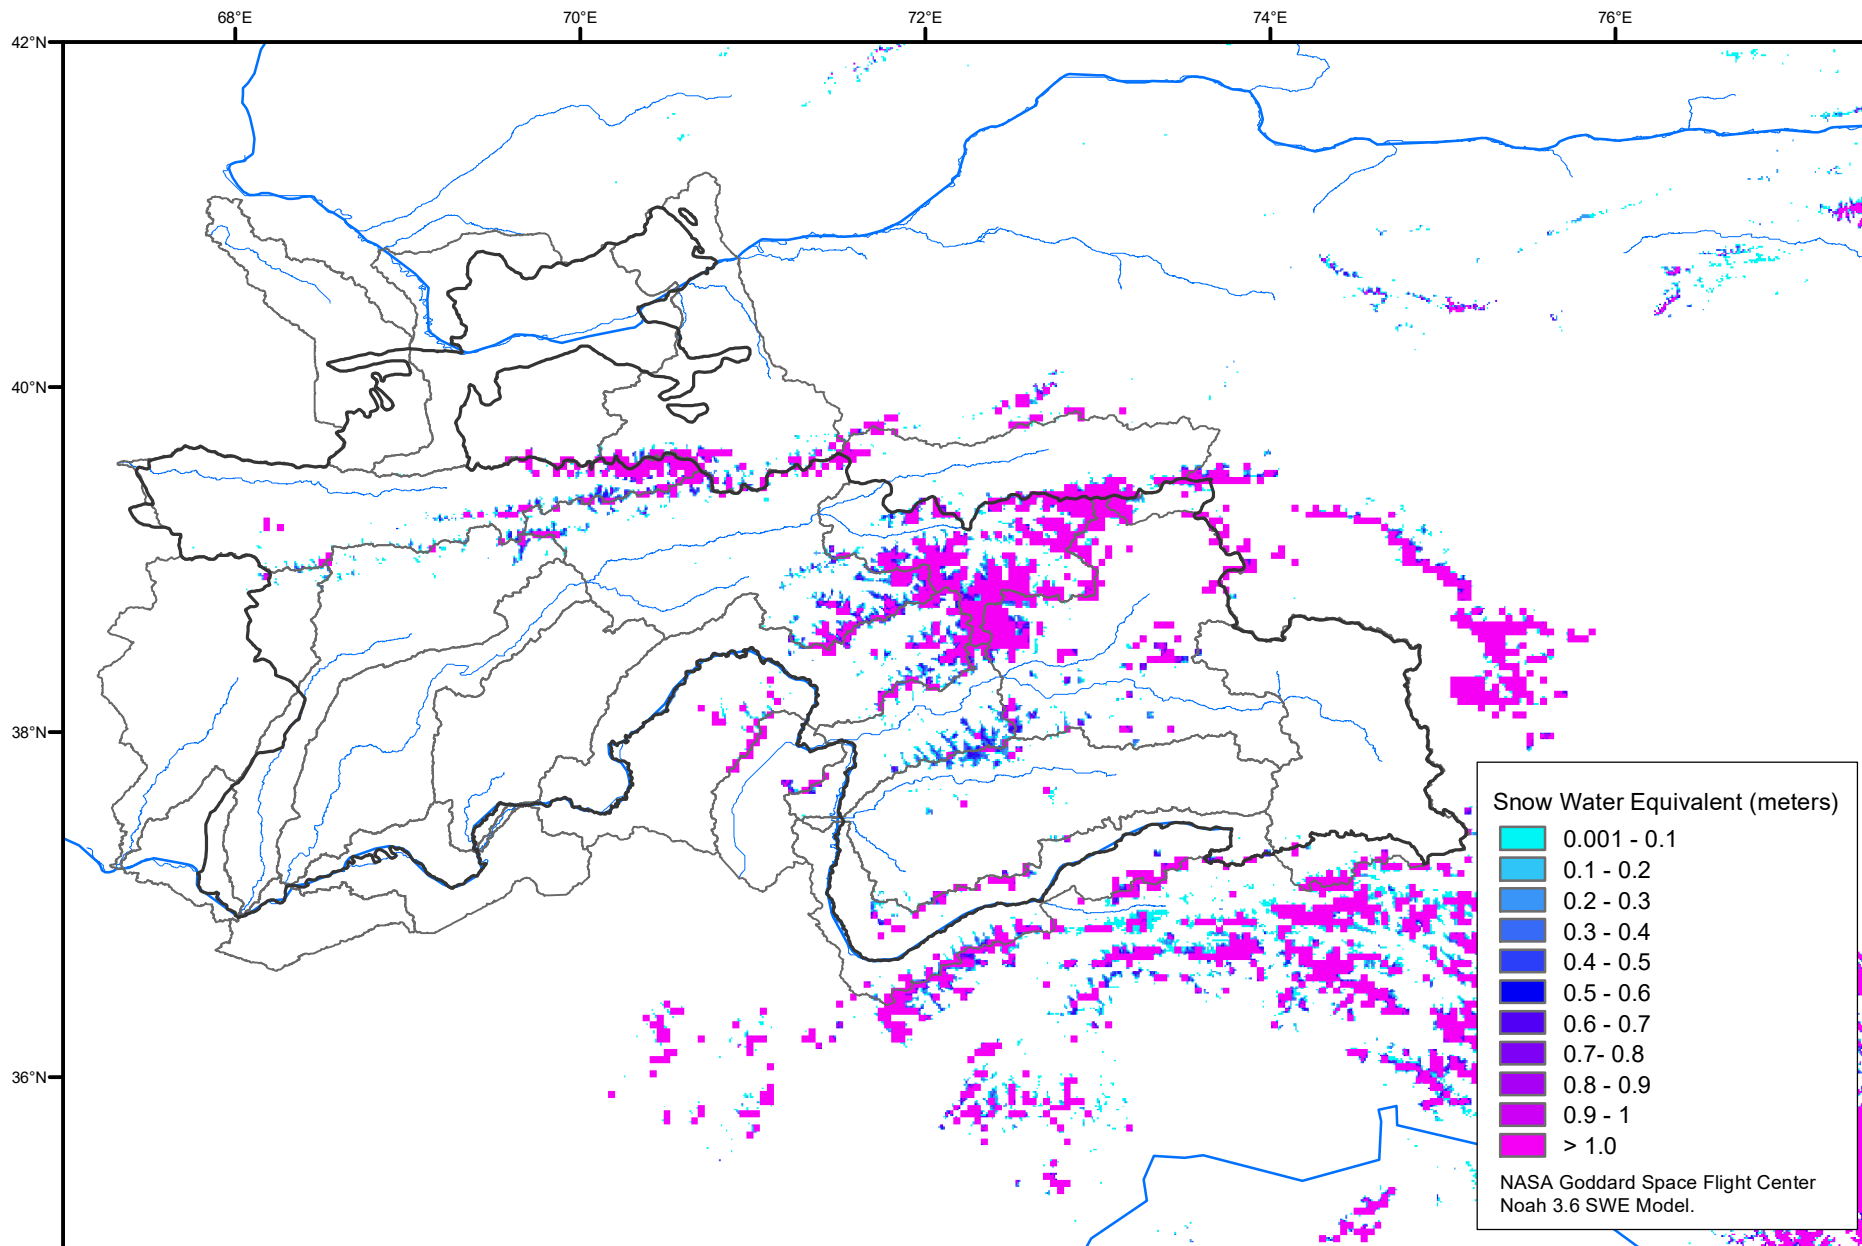 68°E 70°E 72°E 74°E 76°E
42°N
40°N
38°N
36°N
Snow Water Equivalent (meters)
0.001 - 0.1
0.1 - 0.2
0.2 - 0.3
0.3 - 0.4
0.4 - 0.5
0.5 - 0.6
0.6 - 0.7
0.7- 0.8
0.8 - 0.9
0.9 - 1
> 1.0
NASA Goddard Space Flight Center
Noah 3.6 SWE Model.